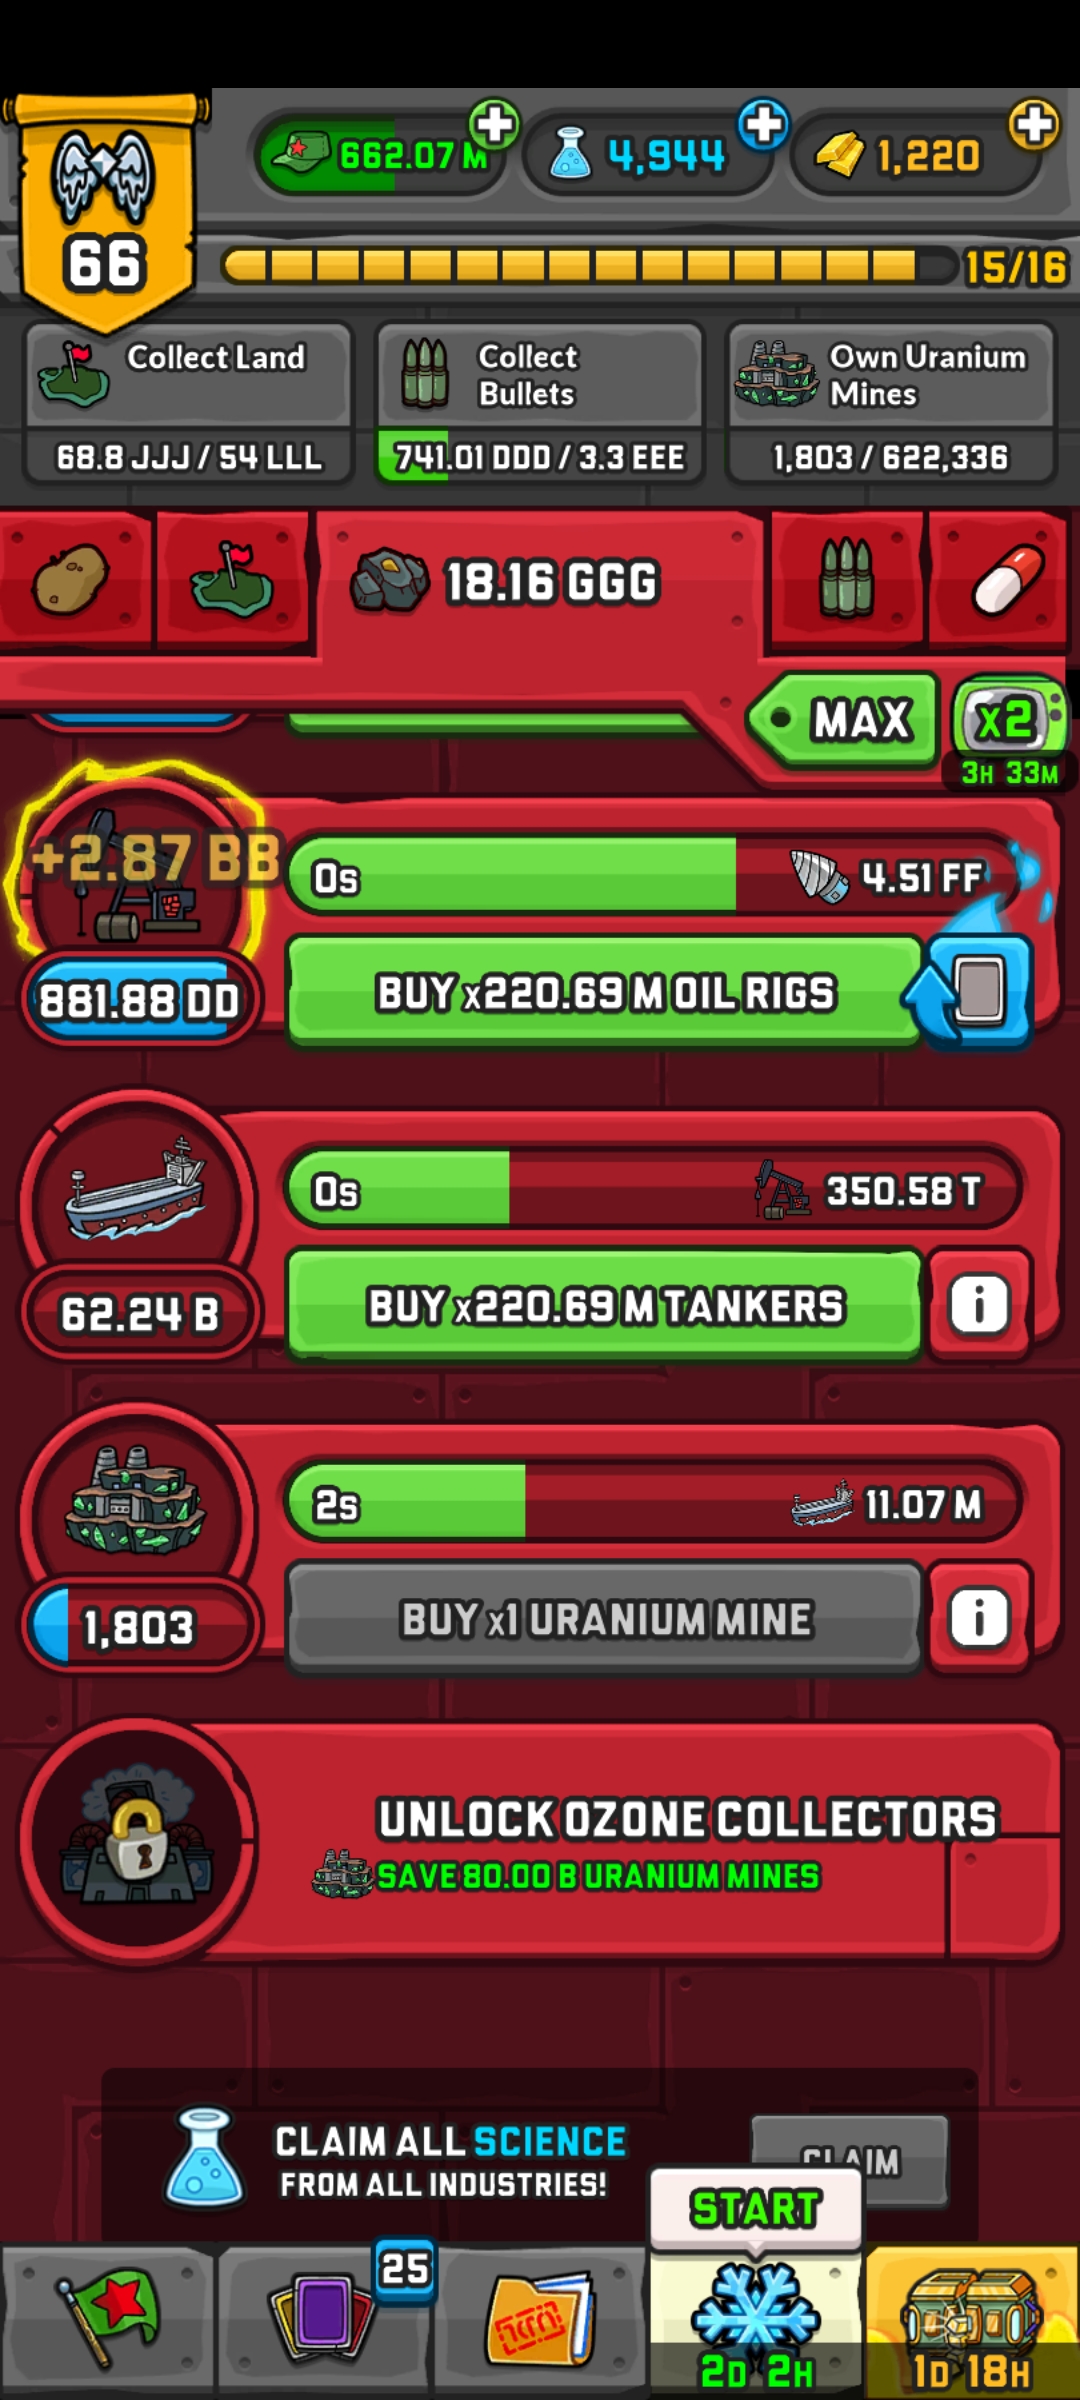 662.07 M
4,944
1,220
66
15/16
Collect Land
68.8 JJJ / 54 LLL
Collect
Bullets
741.01 DDD / 3.3 EEE
Own Uranium
Mines
1,803 / 622,336
18.16 GGG
MAX
x2
3H 33M
+2.87 BB
0s
4.51 FF
881.88 DD
BUY x220.69 M OIL RIGS
0s
350.58 T
62.24 B
BUY x220.69 M TANKERS
i
2s
11.07 M
1,803
BUY x1 URANIUM MINE
i
UNLOCK OZONE COLLECTORS
SAVE 80.00 B URANIUM MINES
CLAIM ALL SCIENCE
FROM ALL INDUSTRIES!
CLAIM
START
25
2D 2H
1D 18H